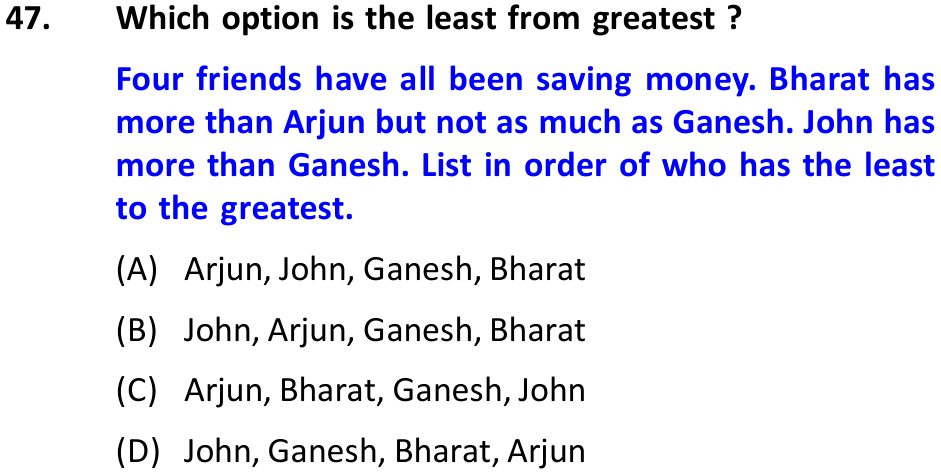 47. Which option is the least from greatest ?
Four friends have all been saving money. Bharat has
more than Arjun but not as much as Ganesh. John has
more than Ganesh. List in order of who has the least
to the greatest.
(A) Arjun, John, Ganesh, Bharat
(B) John, Arjun, Ganesh, Bharat
(C) Arjun, Bharat, Ganesh, John
(D) John, Ganesh, Bharat, Arjun